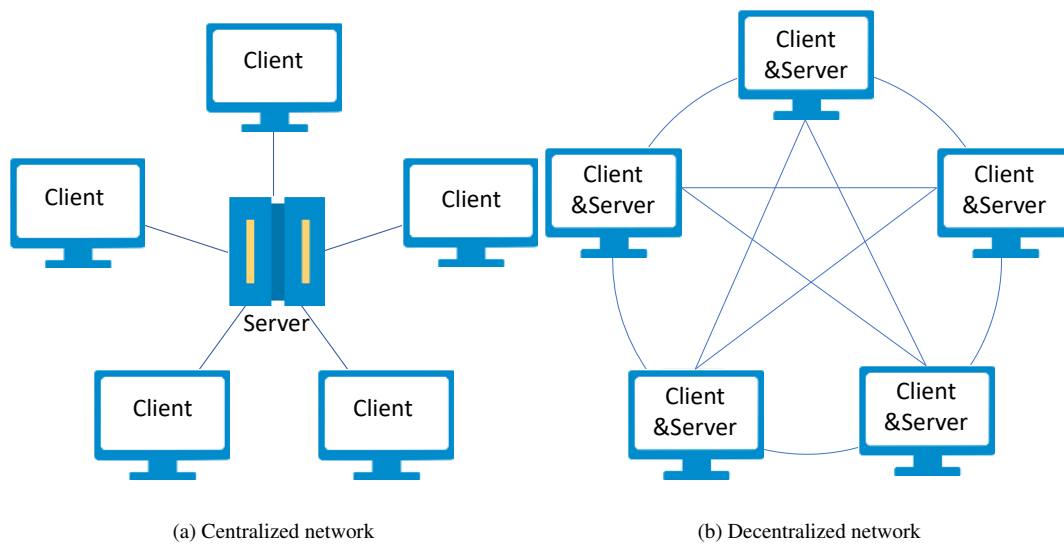 Client
Client
Client
Server
Client
Client
(a) Centralized network
Client
&Server
Client
&Server
Client
&Server
Client
&Server
Client
&Server
(b) Decentralized network